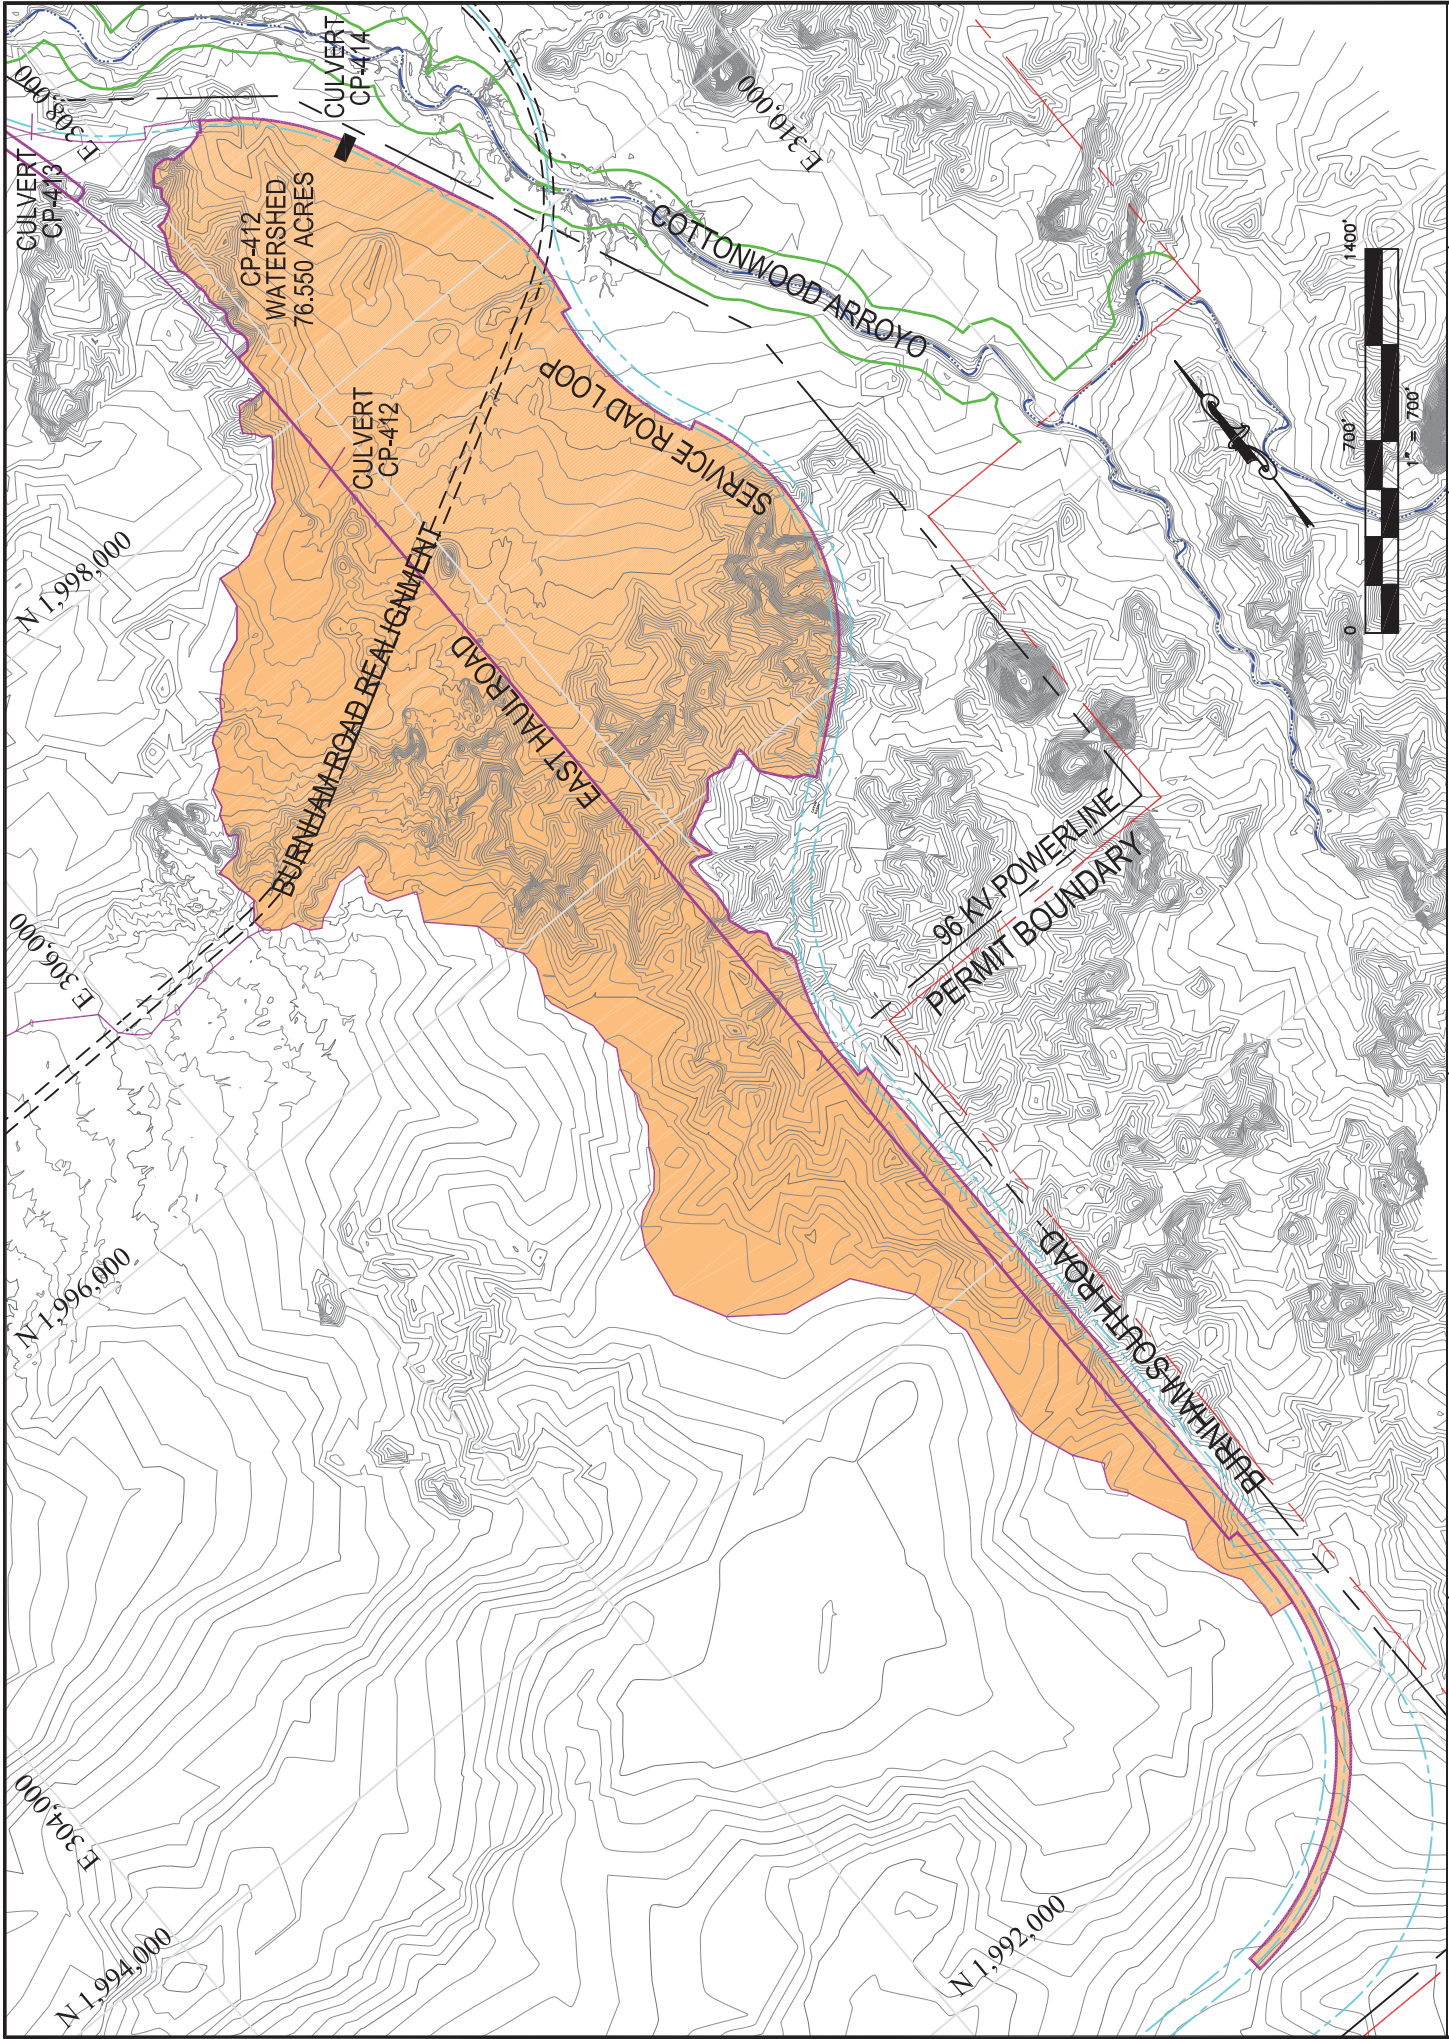 E 308,000
CULVERT
CP-413
CULVERT
CP-414
CP-412
WATERSHED
76.550 ACRES
E 310,000
COTTONWOOD ARROYO
CULVERT
CP-412
SERVICE ROAD LOOP
N 1,998,000
BURNHAM ROAD REALIGNMENT
EAST HAULROAD
E 306,000
96 KV POWERLINE
PERMIT BOUNDARY
0
700'
1400'
1" = 700'
N 1,996,000
BURNHAM SOUTH ROAD
E 304,000
N 1,994,000
N 1,992,000